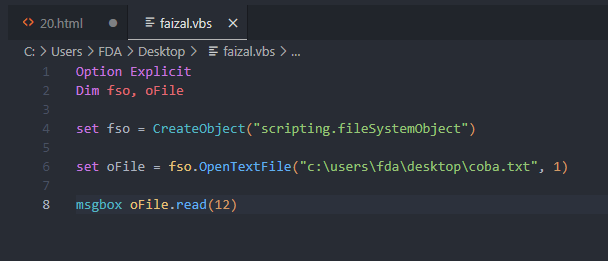 <> 20.html ● faizal.vbs ×
C: > Users > FDA > Desktop > faizal.vbs > ...
1 Option Explicit
2 Dim fso, oFile
3
4 set fso = CreateObject("scripting.fileSystemObject")
5
6 set oFile = fso.OpenTextFile("c:\users\fda\desktop\coba.txt", 1)
7
8 msgbox oFile.read(12)